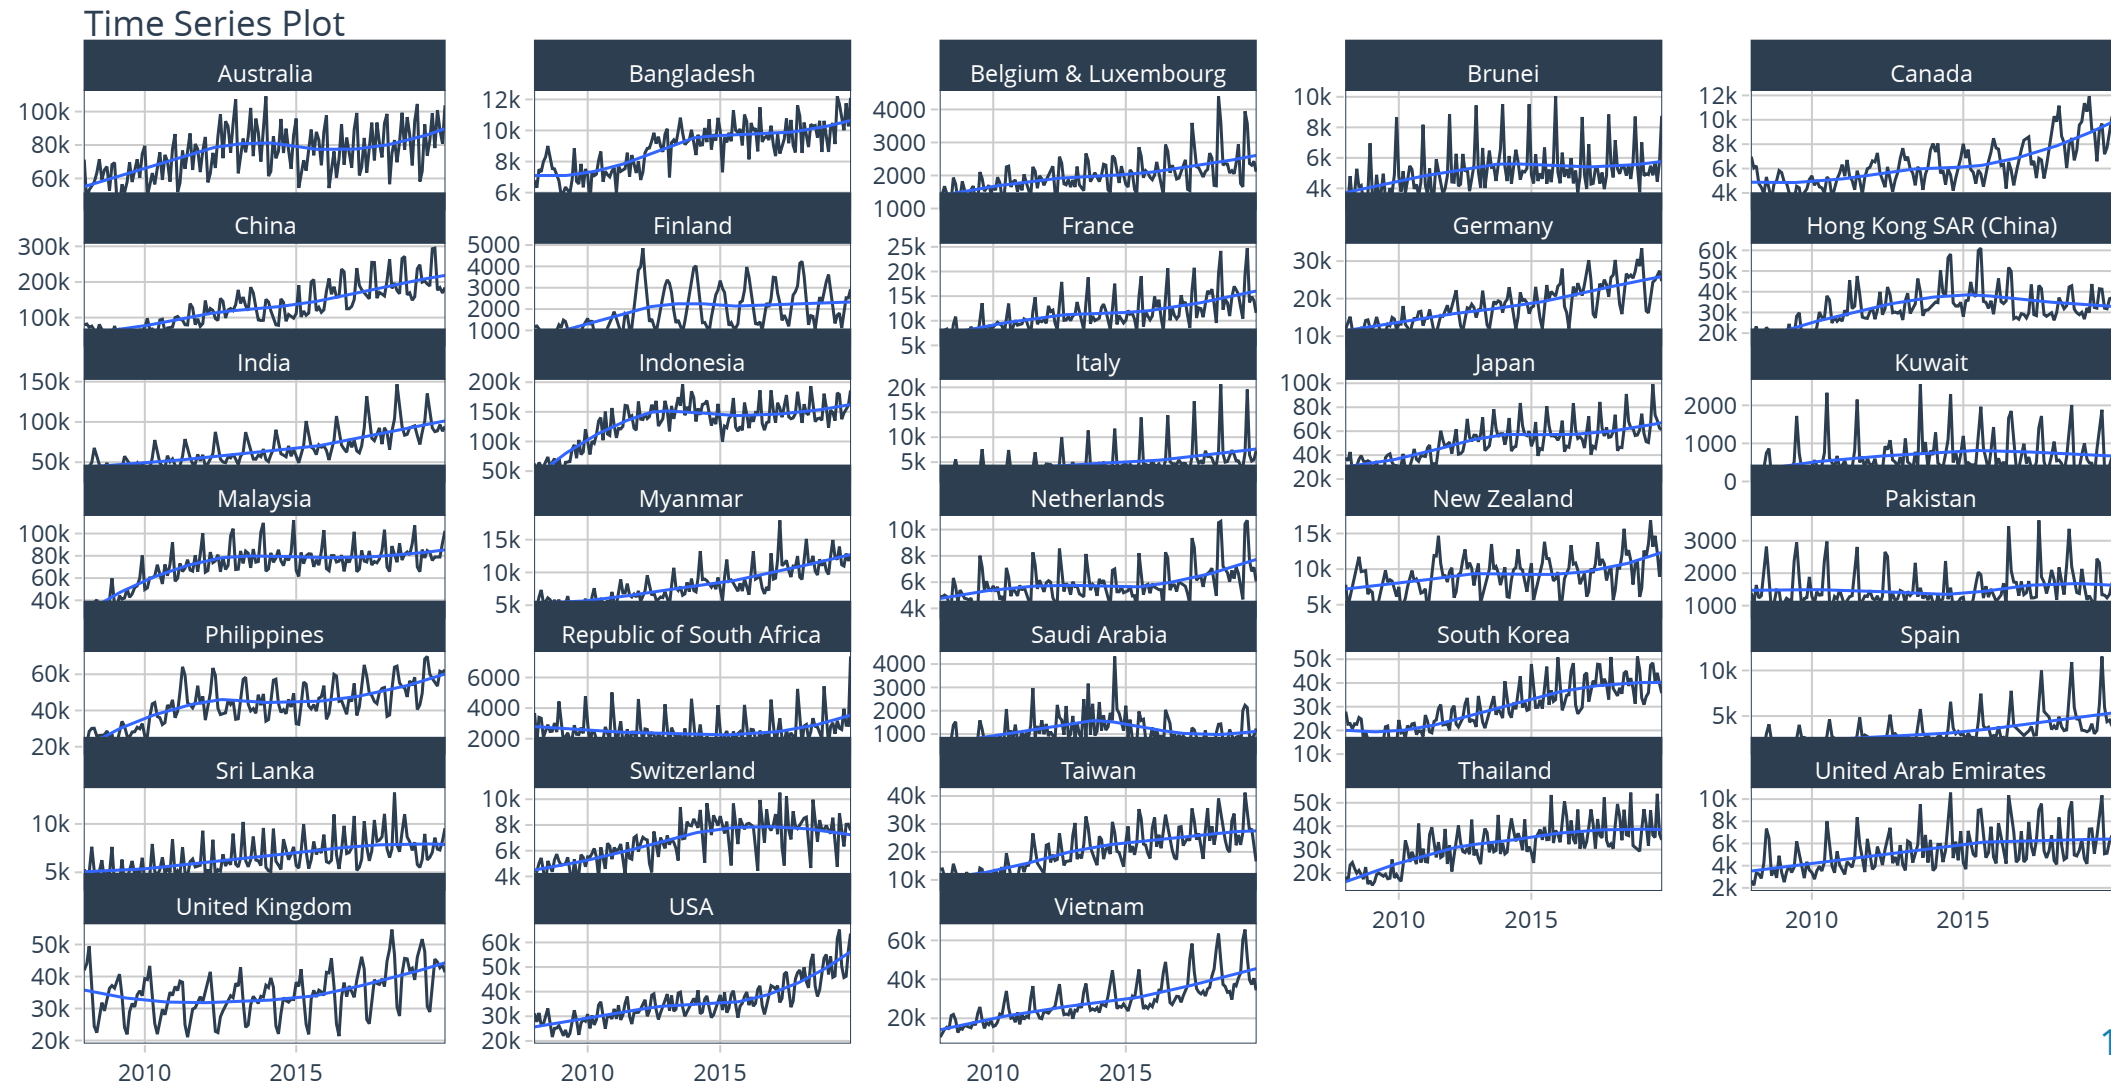 Time Series Plot
Australia
100k
80k
60k
Bangladesh
12k
10k
8k
6k
Belgium & Luxembourg
4000
3000
2000
1000
Brunei
10k
8k
6k
4k
Canada
12k
10k
8k
6k
4k
China
300k
200k
100k
Finland
5000
4000
3000
2000
1000
France
25k
20k
15k
10k
5k
Germany
30k
20k
10k
Hong Kong SAR (China)
60k
50k
40k
30k
20k
India
150k
100k
50k
Indonesia
200k
150k
100k
50k
Italy
20k
15k
10k
5k
Japan
100k
80k
60k
40k
20k
Kuwait
2000
1000
0
Malaysia
100k
80k
60k
40k
Myanmar
15k
10k
5k
Netherlands
10k
8k
6k
4k
New Zealand
15k
10k
5k
Pakistan
3000
2000
1000
Philippines
60k
40k
20k
Republic of South Africa
6000
4000
2000
Saudi Arabia
4000
3000
2000
1000
South Korea
50k
40k
30k
20k
10k
Spain
10k
5k
Sri Lanka
10k
5k
Switzerland
10k
8k
6k
4k
Taiwan
40k
30k
20k
10k
Thailand
50k
40k
30k
20k
2010 2015
United Arab Emirates
10k
8k
6k
4k
2k
2010 2015
United Kingdom
50k
40k
30k
20k
2010 2015
USA
60k
50k
40k
30k
20k
2010 2015
Vietnam
60k
40k
20k
2010 2015